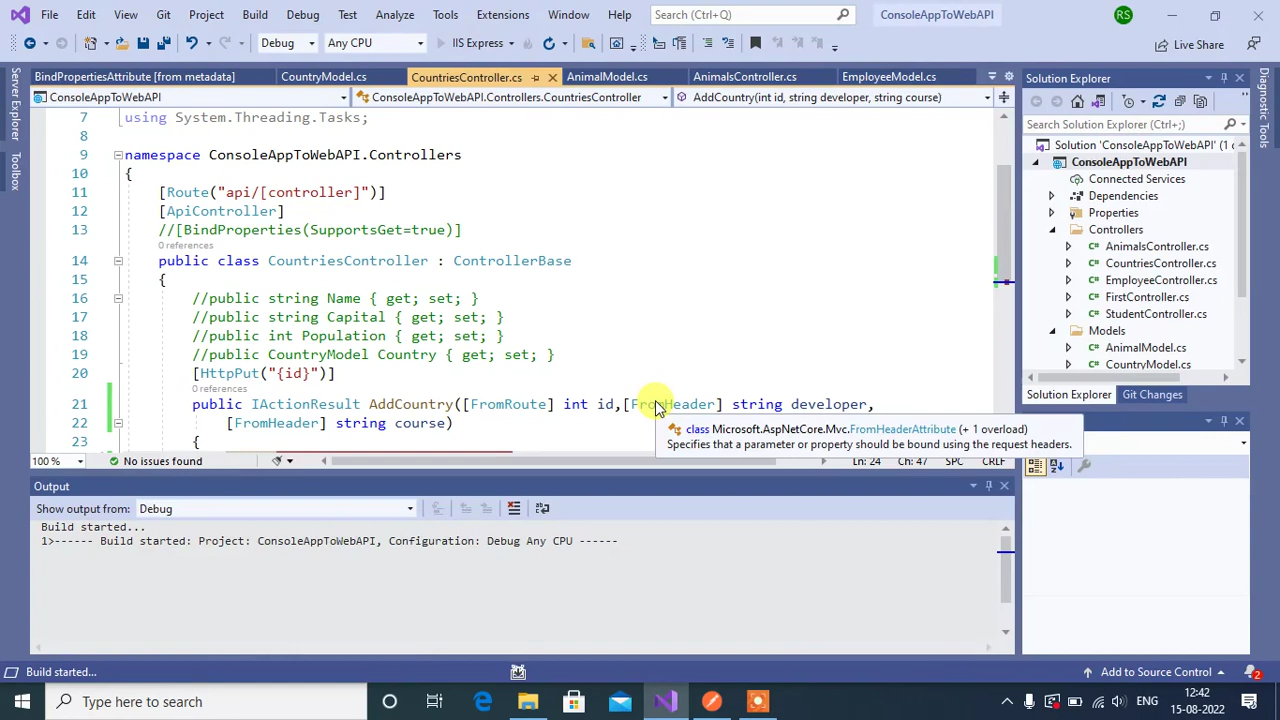 File Edit View Git Project Build Debug Test Analyze Tools Extensions Window Help Search (Ctrl+Q) ConsoleAppToWebAPI RS
Debug Any CPU IIS Express Live Share
BindPropertiesAttribute [from metadata] CountryModel.cs CountriesController.cs AnimalModel.cs AnimalsController.cs EmployeeModel.cs
ConsoleAppToWebAPI ConsoleAppToWebAPI.Controllers.CountriesController AddCountry(int id, string developer, string course)
Server Explorer
Toolbox
7 using System.Threading.Tasks;
8
9 namespace ConsoleAppToWebAPI.Controllers
10 {
11 [Route("api/[controller]")]
12 [ApiController]
13 //[BindProperties(SupportsGet=true)]
0 references
14 public class CountriesController : ControllerBase
15 {
16 //public string Name { get; set; }
17 //public string Capital { get; set; }
18 //public int Population { get; set; }
19 //public CountryModel Country { get; set; }
20 [HttpPut("{id}")]
0 references
21 public IActionResult AddCountry([FromRoute] int id,[FromHeader] string developer,
22 [FromHeader] string course)
23 {
class Microsoft.AspNetCore.Mvc.FromHeaderAttribute (+ 1 overload)
Specifies that a parameter or property should be bound using the request headers.
100 % No issues found Ln: 24 Ch: 47 SPC CRLF
Output
Show output from: Debug
Build started...
1>------ Build started: Project: ConsoleAppToWebAPI, Configuration: Debug Any CPU ------
Solution Explorer
Search Solution Explorer (Ctrl+;)
Solution 'ConsoleAppToWebAPI' (1
ConsoleAppToWebAPI
Connected Services
Dependencies
Properties
Controllers
C# AnimalsController.cs
C# CountriesController.cs
C# EmployeeController.cs
C# FirstController.cs
C# StudentController.cs
Models
C# AnimalModel.cs
C# CountryModel.cs
Solution Explorer Git Changes
Diagnostic Tools
Build started... Add to Source Control 2
Type here to search ENG 12:42
15-08-2022